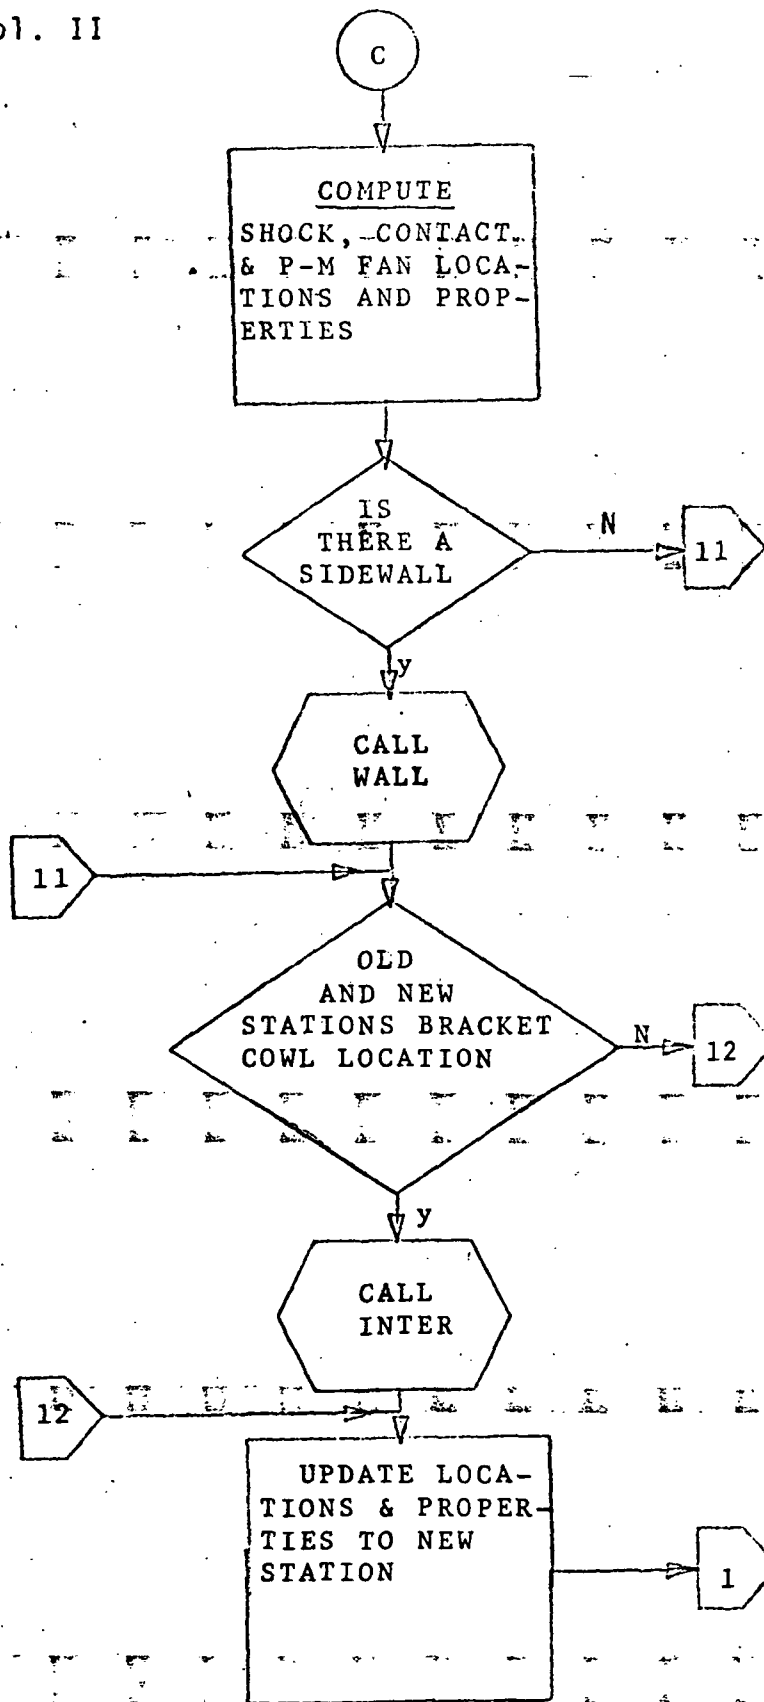 ol. II
C
COMPUTE
SHOCK, CONTACT
& P-M FAN LOCA-
TIONS AND PROP-
ERTIES
IS
THERE A
SIDEWALL
N
11
y
CALL
WALL
11
OLD
AND NEW
STATIONS BRACKET
COWL LOCATION
N
12
y
CALL
INTER
12
UPDATE LOCA-
TIONS & PROPER-
TIES TO NEW
STATION
1